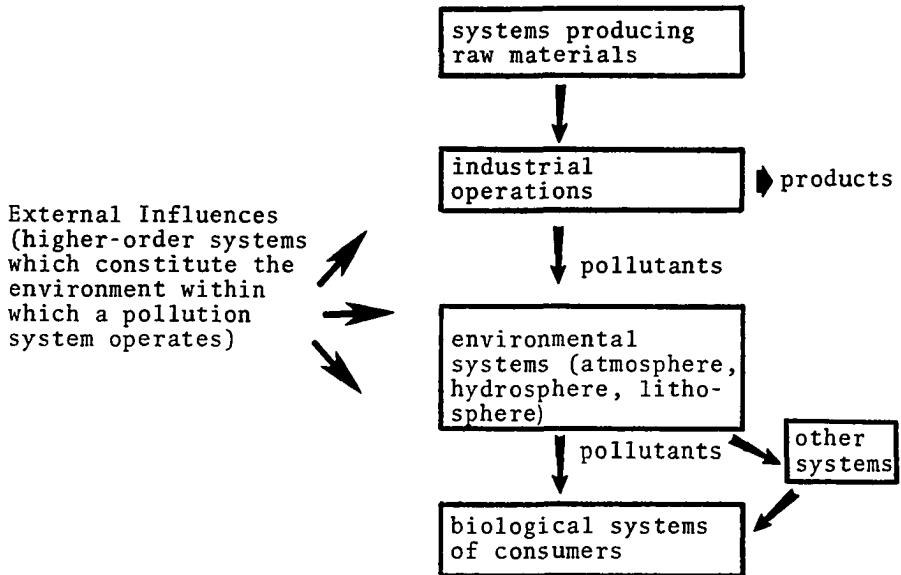 systems producing
raw materials
industrial
operations
products
External Influences
(higher-order systems
which constitute the
environment within
which a pollution
system operates)
pollutants
environmental
systems (atmosphere,
hydrosphere, litho-
sphere)
pollutants
other
systems
biological systems
of consumers